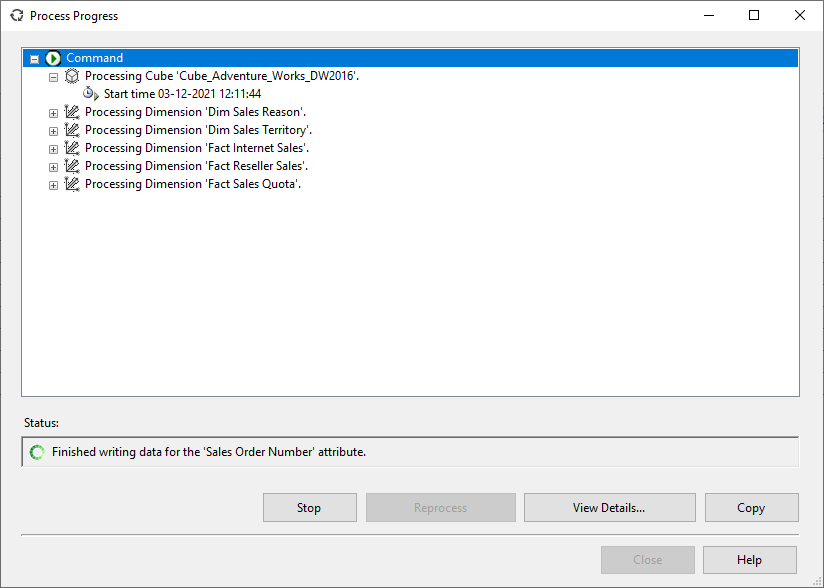 Process Progress
Command
Processing Cube 'Cube_Adventure_Works_DW2016'.
Start time 03-12-2021 12:11:44
Processing Dimension 'Dim Sales Reason'.
Processing Dimension 'Dim Sales Territory'.
Processing Dimension 'Fact Internet Sales'.
Processing Dimension 'Fact Reseller Sales'.
Processing Dimension 'Fact Sales Quota'.
Status:
Finished writing data for the 'Sales Order Number' attribute.
Stop Reprocess View Details... Copy
Close Help